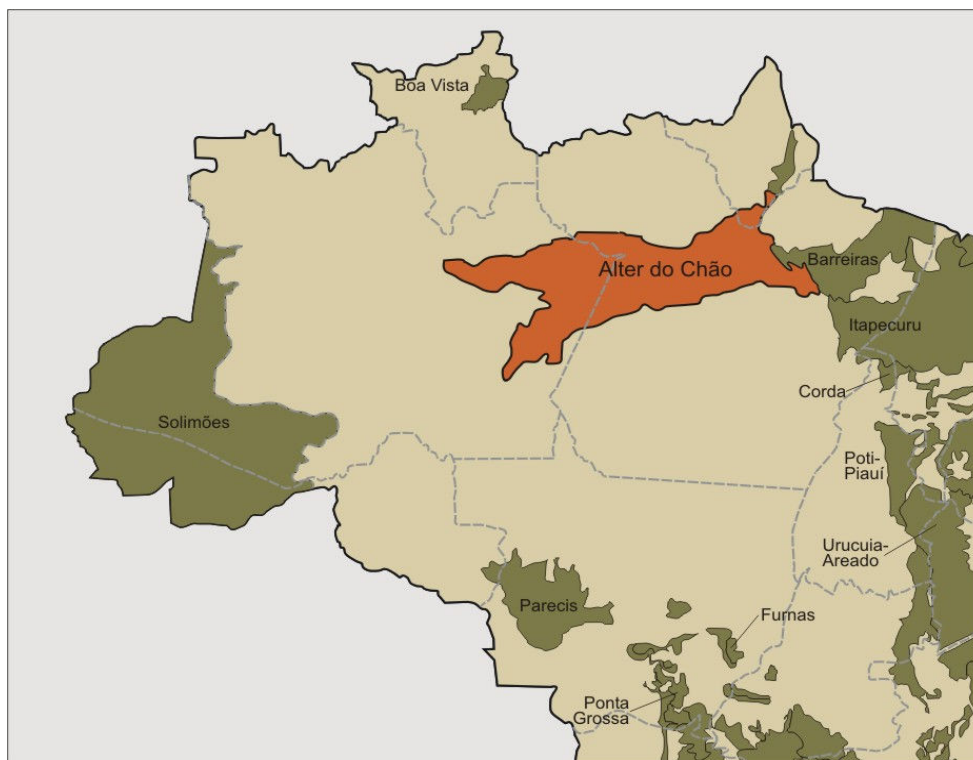 Boa Vista
Alter do Chão
Barreiras
Itapecuru
Corda
Solimões
Poti-
Piauí
Urucuia-
Areado
Parecis
Furnas
Ponta
Grossa